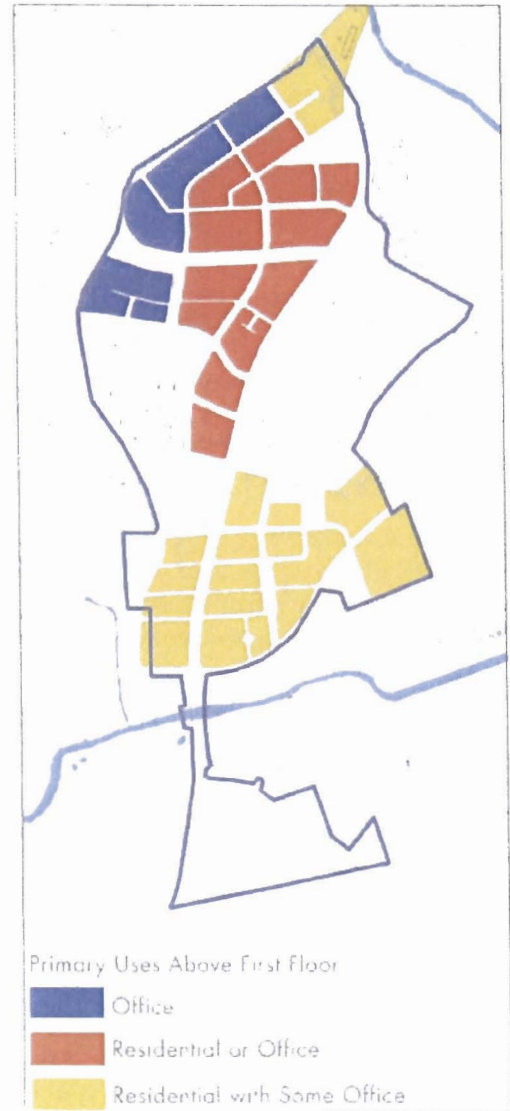 Primary Uses Above First Floor
Office
Residential or Office
Residential with Some Office